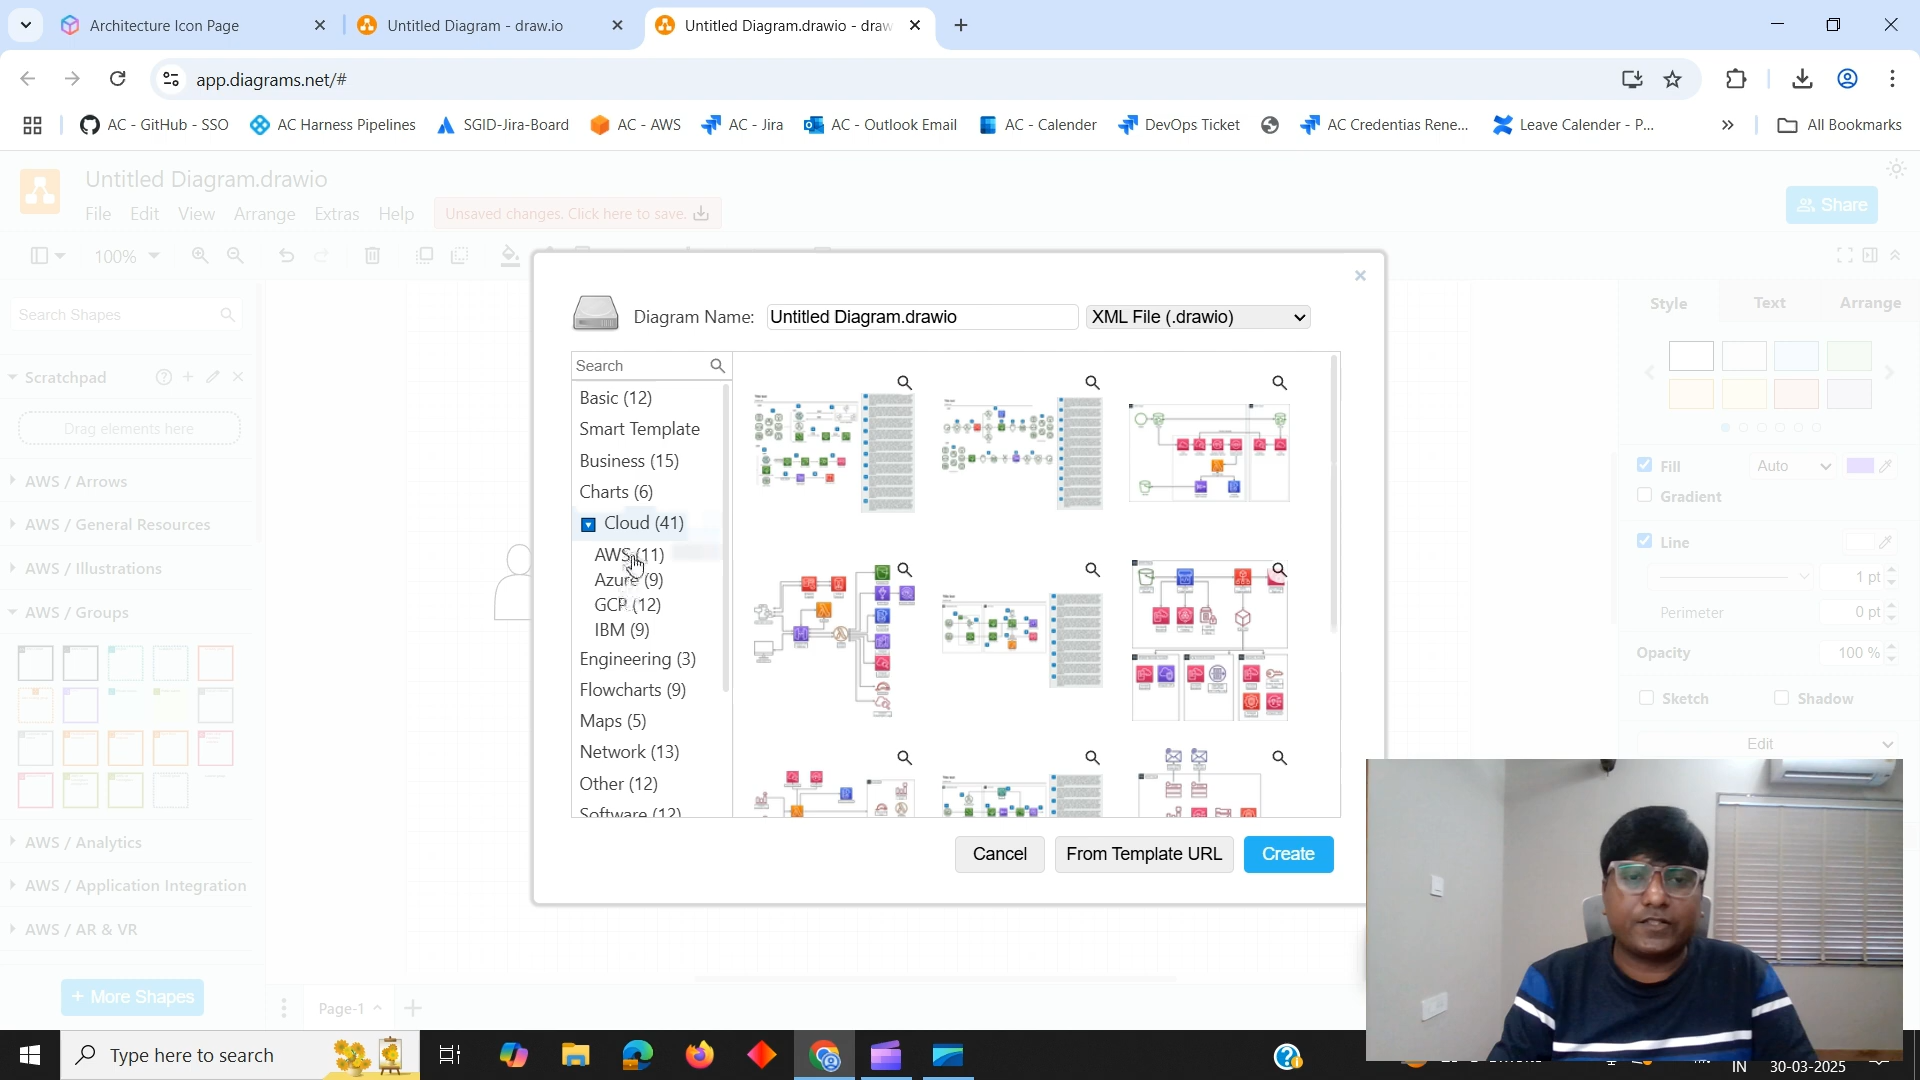 Architecture Icon Page
Untitled Diagram - draw.io
Untitled Diagram.drawio - draw
app.diagrams.net/#
AC - GitHub - SSO
AC Harness Pipelines
SGID-Jira-Board
AC - AWS
AC - Jira
AC - Outlook Email
AC - Calender
DevOps Ticket
AC Credentias Rene...
Leave Calender - P...
All Bookmarks
Untitled Diagram.drawio
File Edit View Arrange Extras Help
Unsaved changes. Click here to save.
Share
100%
Search Shapes
Scratchpad
Drag elements here
AWS / Arrows
AWS / General Resources
AWS / Illustrations
AWS / Groups
AWS / Analytics
AWS / Application Integration
AWS / AR & VR
+ More Shapes
Page-1
Diagram Name: Untitled Diagram.drawio XML File (.drawio)
Search
Basic (12)
Smart Template
Business (15)
Charts (6)
Cloud (41)
AWS (11)
Azure (9)
GCP (12)
IBM (9)
Engineering (3)
Flowcharts (9)
Maps (5)
Network (13)
Other (12)
Software (12)
Cancel
From Template URL
Create
Style Text Arrange
Fill Auto
Gradient
Line
1 pt
Perimeter 0 pt
Opacity 100 %
Sketch Shadow
Edit
Type here to search
IN 30-03-2025